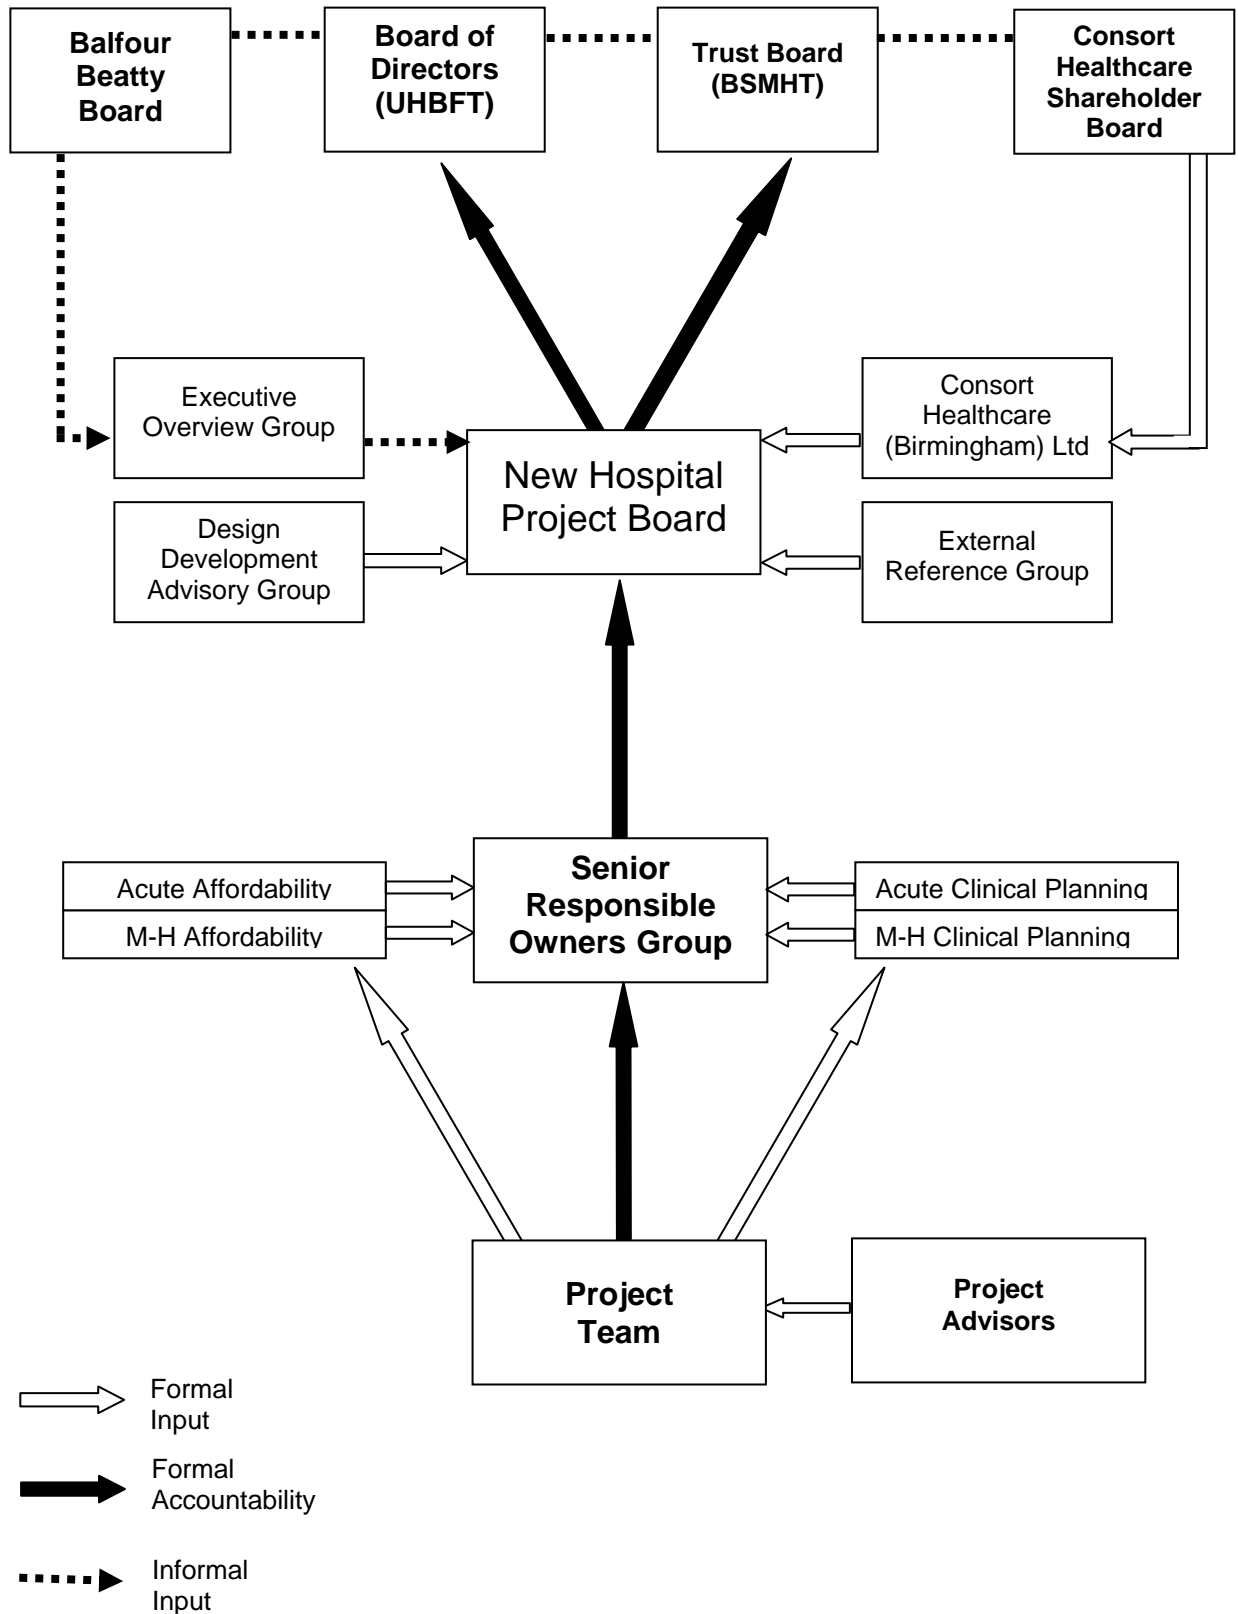 Balfour
Beatty
Board
Board of
Directors
(UHBFT)
Trust Board
(BSMHT)
Consort
Healthcare
Shareholder
Board
Executive
Overview Group
Consort
Healthcare
(Birmingham) Ltd
New Hospital
Project Board
Design
Development
Advisory Group
External
Reference Group
Senior
Responsible
Owners Group
Acute Affordability
M-H Affordability
Acute Clinical Planning
M-H Clinical Planning
Project
Team
Project
Advisors
Formal
Input
Formal
Accountability
Informal
Input